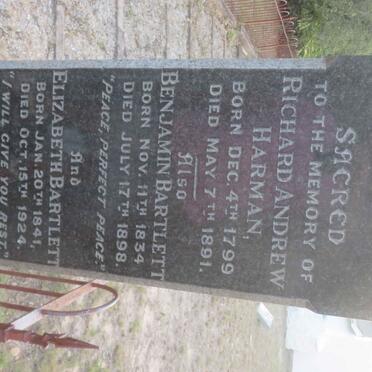 SACRED
TO THE MEMORY OF
RICHARD ANDREW
HARMAN,
BORN DEC. 4TH 1799
DIED MAY. 7TH 1891.
Also
BENJAMIN BARTLETT
BORN NOV. 11TH 1834
DIED JULY 17TH 1898.
"PEACE, PERFECT PEACE."
And
ELIZABETH BARTLETT
BORN JAN. 20TH 1841,
DIED OCT. 15TH 1924.
"I WILL GIVE YOU REST."